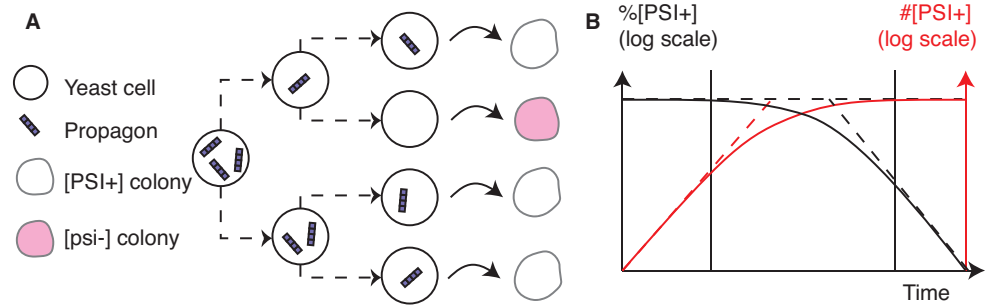 A
Yeast cell
Propagon
[PSI+] colony
[psi-] colony
B
%[PSI+]
(log scale)
#[PSI+]
(log scale)
Time